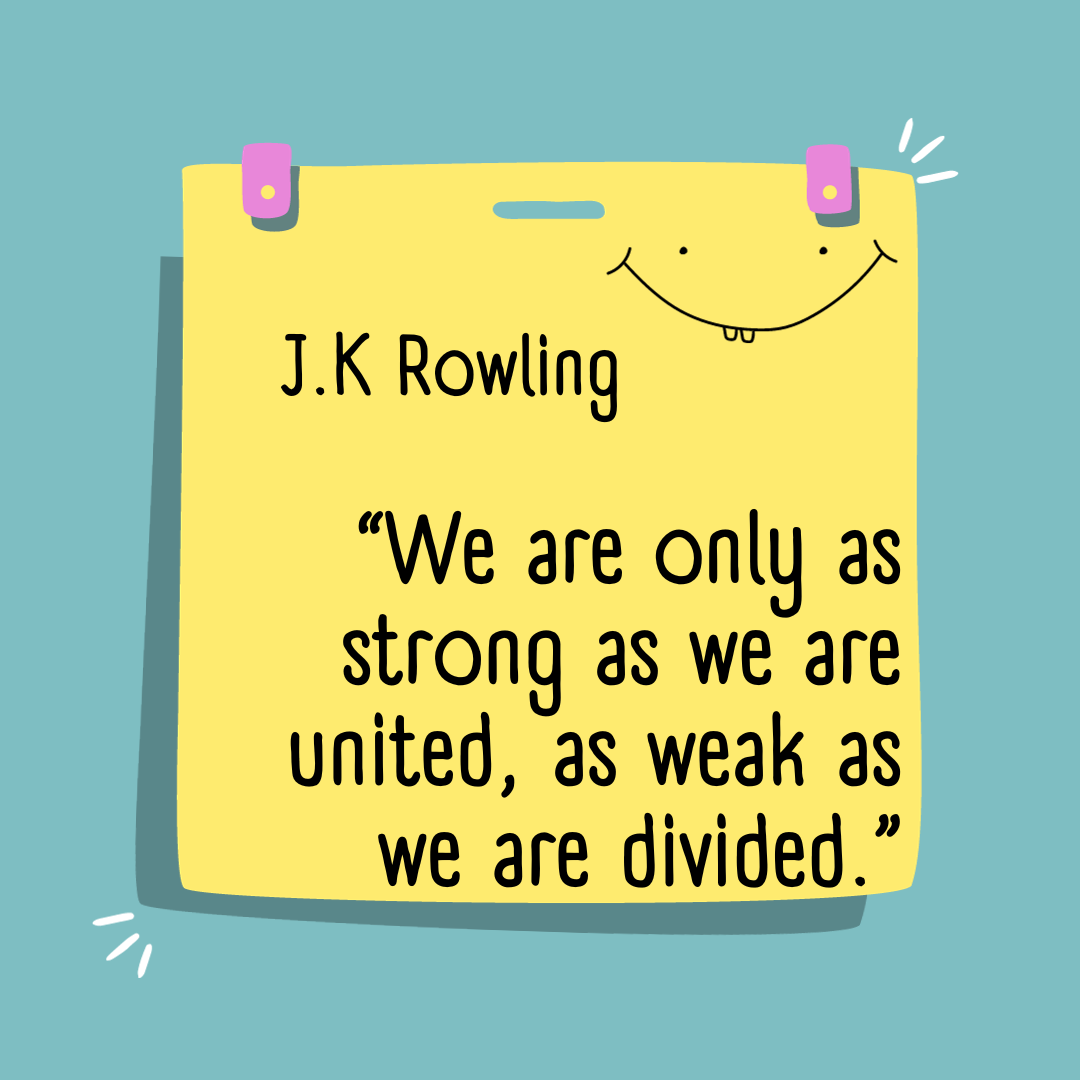 J.K Rowling
“We are only as
strong as we are
united, as weak as
we are divided.”